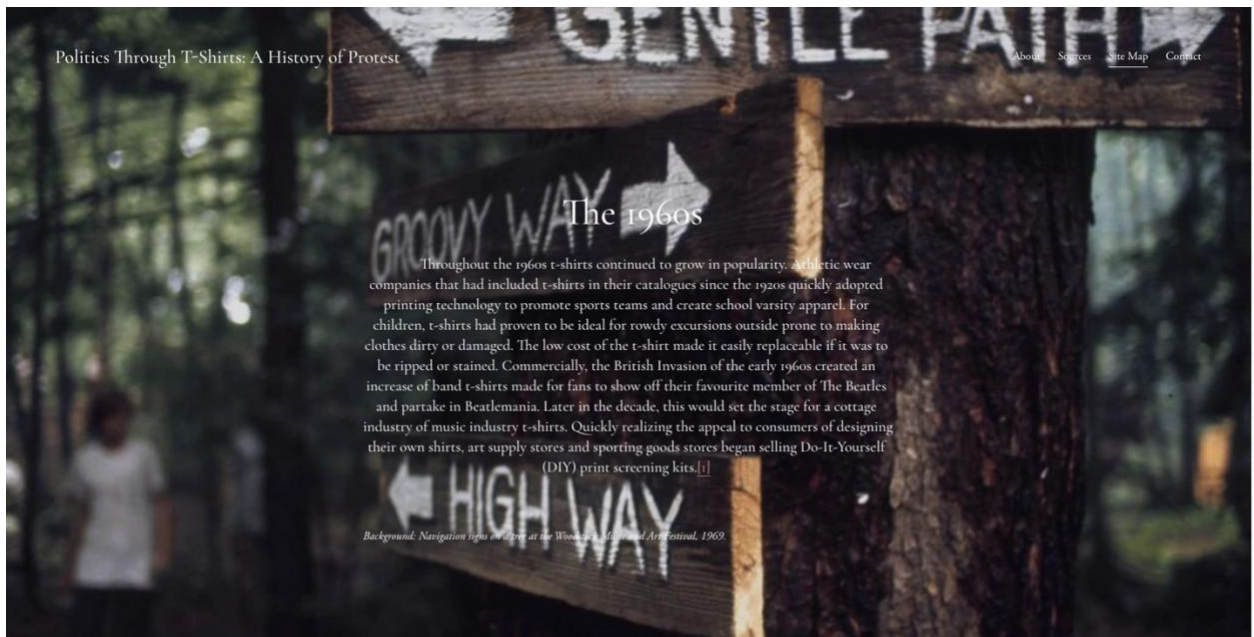 GENTLE PATH
Politics Through T-Shirts: A History of Protest
About Sources Site Map Contact
GROOVY WAY
The 1960s
Throughout the 1960s t-shirts continued to grow in popularity. Athletic wear
companies that had included t-shirts in their catalogues since the 1920s quickly adopted
printing technology to promote sports teams and create school varsity apparel. For
children, t-shirts had proven to be ideal for rowdy excursions outside prone to making
clothes dirty or damaged. The low cost of the t-shirt made it easily replaceable if it was to
be ripped or stained. Commercially, the British Invasion of the early 1960s created an
increase of band t-shirts made for fans to show off their favourite member of The Beatles
and partake in Beatlemania. Later in the decade, this would set the stage for a cottage
industry of music industry t-shirts. Quickly realizing the appeal to consumers of designing
their own shirts, art supply stores and sporting goods stores began selling Do-It-Yourself
(DIY) print screening kits.[1]
HIGH WAY
Background: Navigation signs on a tree at the Woodstock Music and Art Festival, 1969.